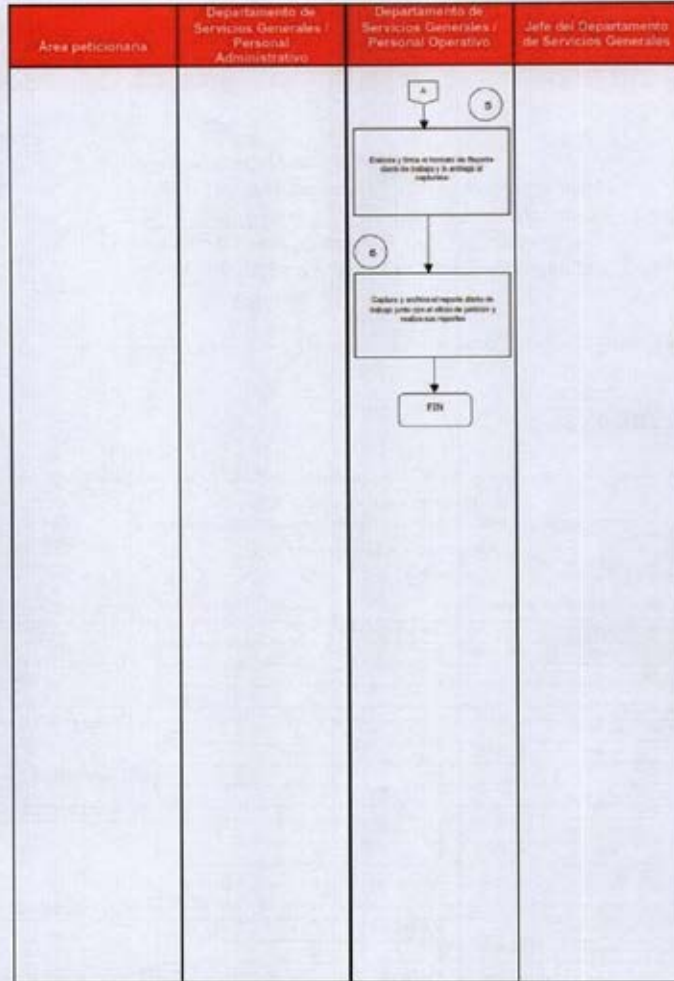 Área peticionaria
Departamento de
Servicios Generales /
Personal
Administrativo
Departamento de
Servicios Generales /
Personal Operativo
Jefe del Departamento
de Servicios Generales
A
5
Elabora y firma el formato de Reporte
diario de trabajo y lo entrega al
capturista
6
Captura y archiva el reporte diario de
trabajo junto con el oficio de petición y
realiza sus reportes
FIN